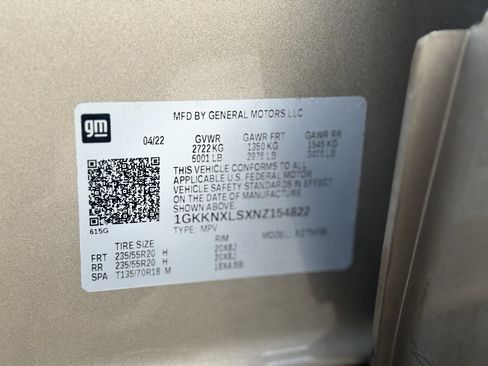 gm
MFD BY GENERAL MOTORS LLC
04/22 GVWR GAWR FRT GAWR RR
2722 KG 1350 KG 1545 KG
6001 LB 2976 LB 3406 LB
THIS VEHICLE CONFORMS TO ALL
APPLICABLE U.S. FEDERAL MOTOR
VEHICLE SAFETY STANDARDS IN EFFECT
ON THE DATE OF MANUFACTURE
SHOWN ABOVE.
1GKKNXLSXNZ154822
TYPE: MPV MODEL:
615G
TIRE SIZE RIM
FRT 235/55R20 H 20X8J
RR 235/55R20 H 20X8J
SPA T135/70R18 M 18X4.5B